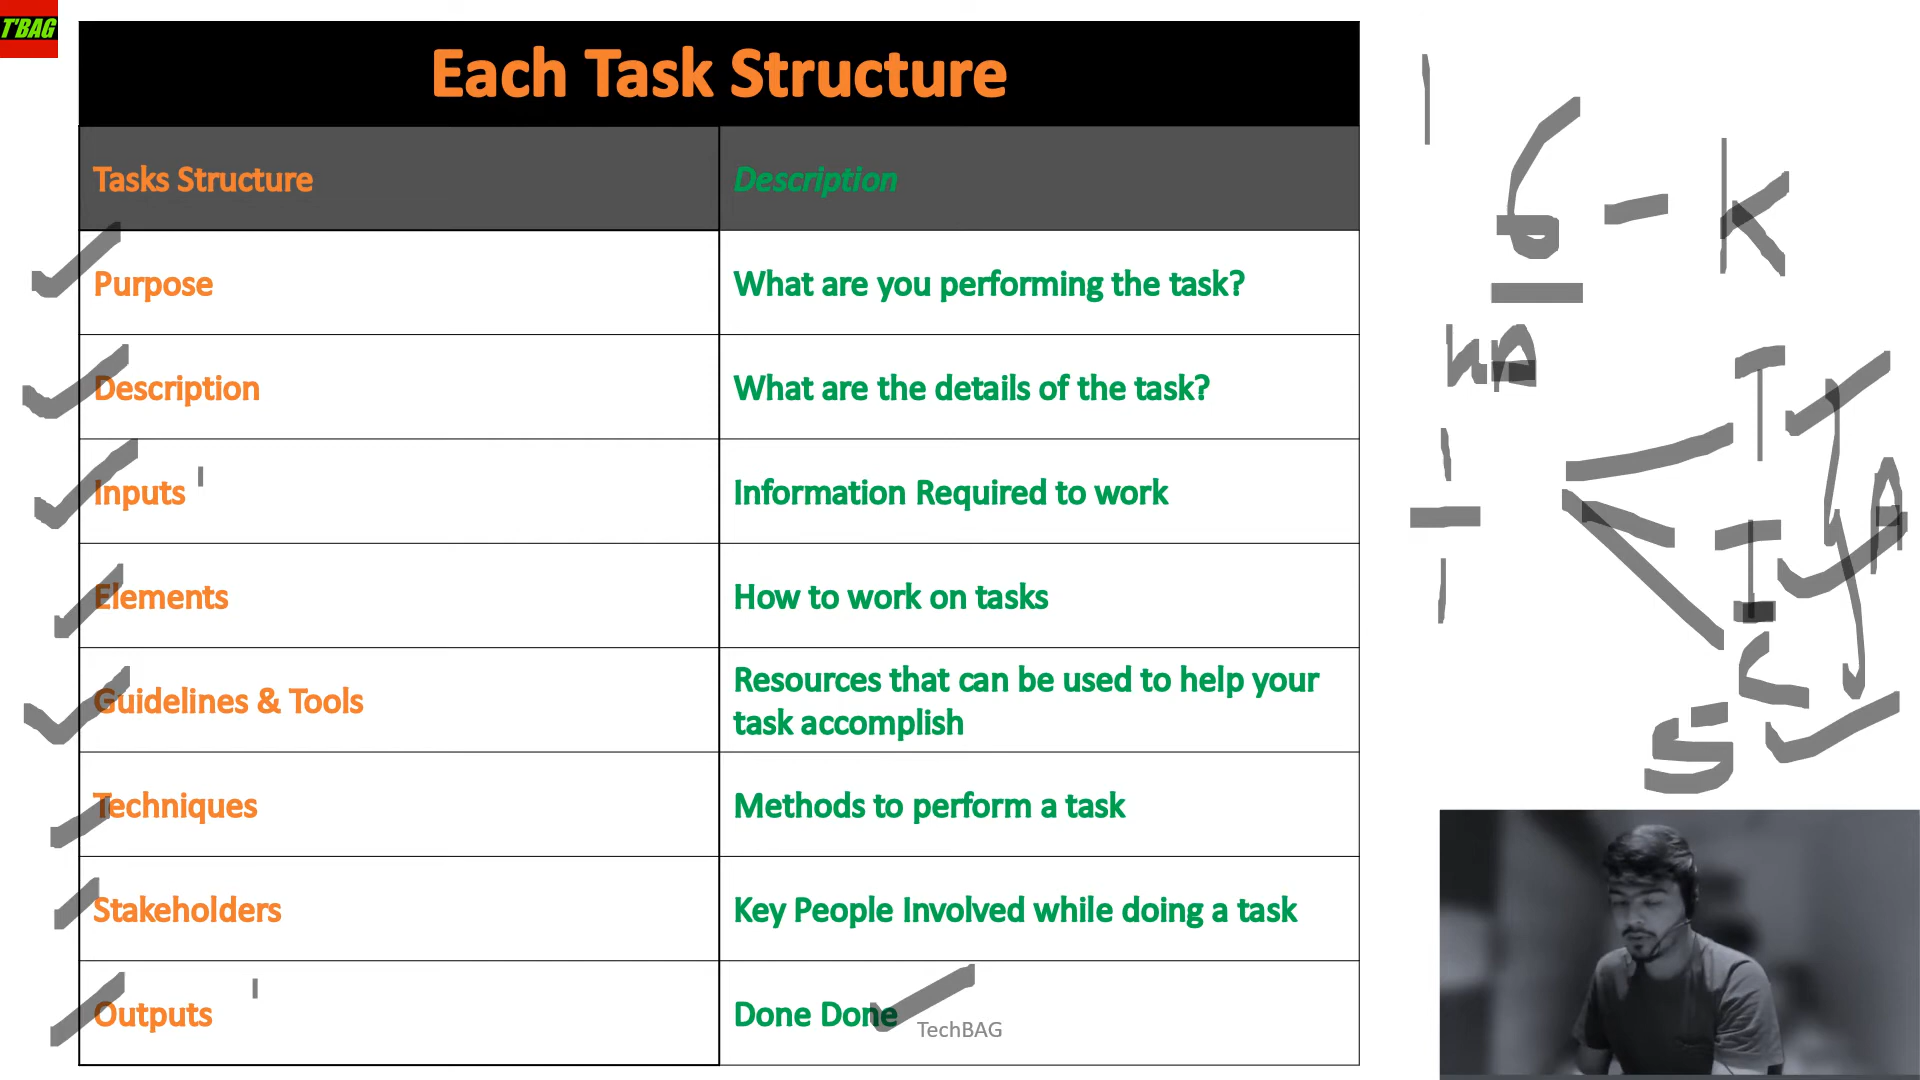 T'BAG
Each Task Structure
Tasks Structure
Description
Purpose
What are you performing the task?
Description
What are the details of the task?
Inputs
Information Required to work
Elements
How to work on tasks
Guidelines & Tools
Resources that can be used to help your
task accomplish
Techniques
Methods to perform a task
Stakeholders
Key People Involved while doing a task
Outputs
Done Done
TechBAG